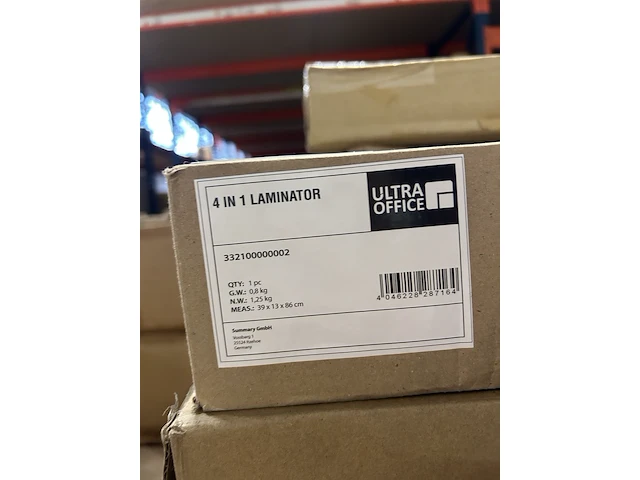 4 IN 1 LAMINATOR
ULTRA
OFFICE
332100000002
QTY: 1 pc
G.W.: 0,8 kg
N.W.: 1,25 kg
MEAS.: 39 x 13 x 86 cm
4 046228 287164
Summary GmbH
25524
Germany